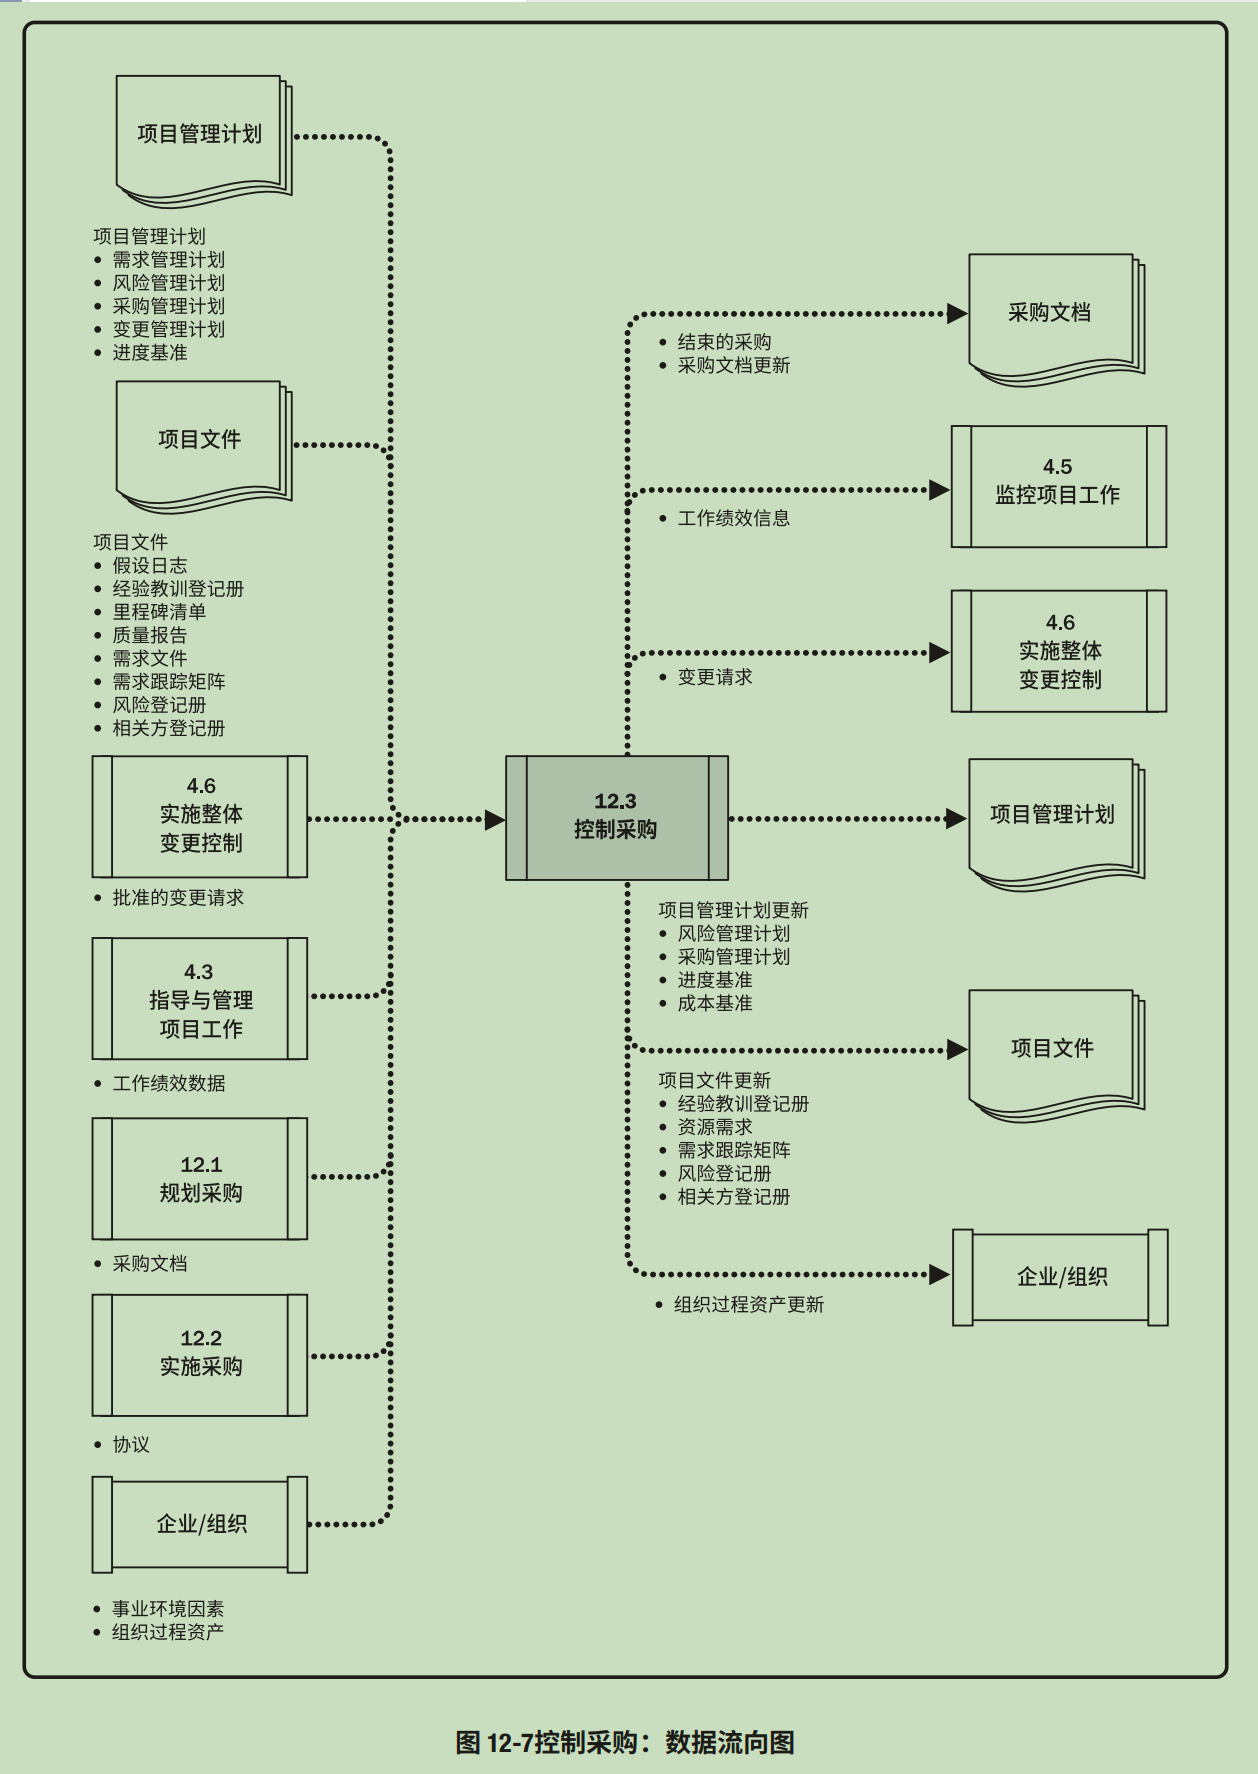 项目管理计划
项目管理计划
● 需求管理计划
● 风险管理计划
● 采购管理计划
● 变更管理计划
● 进度基准
项目文件
项目文件
● 假设日志
● 经验教训登记册
● 里程碑清单
● 质量报告
● 需求文件
● 需求跟踪矩阵
● 风险登记册
● 相关方登记册
4.6
实施整体
变更控制
● 批准的变更请求
4.3
指导与管理
项目工作
● 工作绩效数据
12.1
规划采购
● 采购文档
12.2
实施采购
● 协议
企业/组织
● 事业环境因素
● 组织过程资产
12.3
控制采购
采购文档
● 结束的采购
● 采购文档更新
4.5
监控项目工作
● 工作绩效信息
4.6
实施整体
变更控制
● 变更请求
项目管理计划
项目管理计划更新
● 风险管理计划
● 采购管理计划
● 进度基准
● 成本基准
项目文件
项目文件更新
● 经验教训登记册
● 资源需求
● 需求跟踪矩阵
● 风险登记册
● 相关方登记册
企业/组织
● 组织过程资产更新
图 12-7控制采购：数据流向图